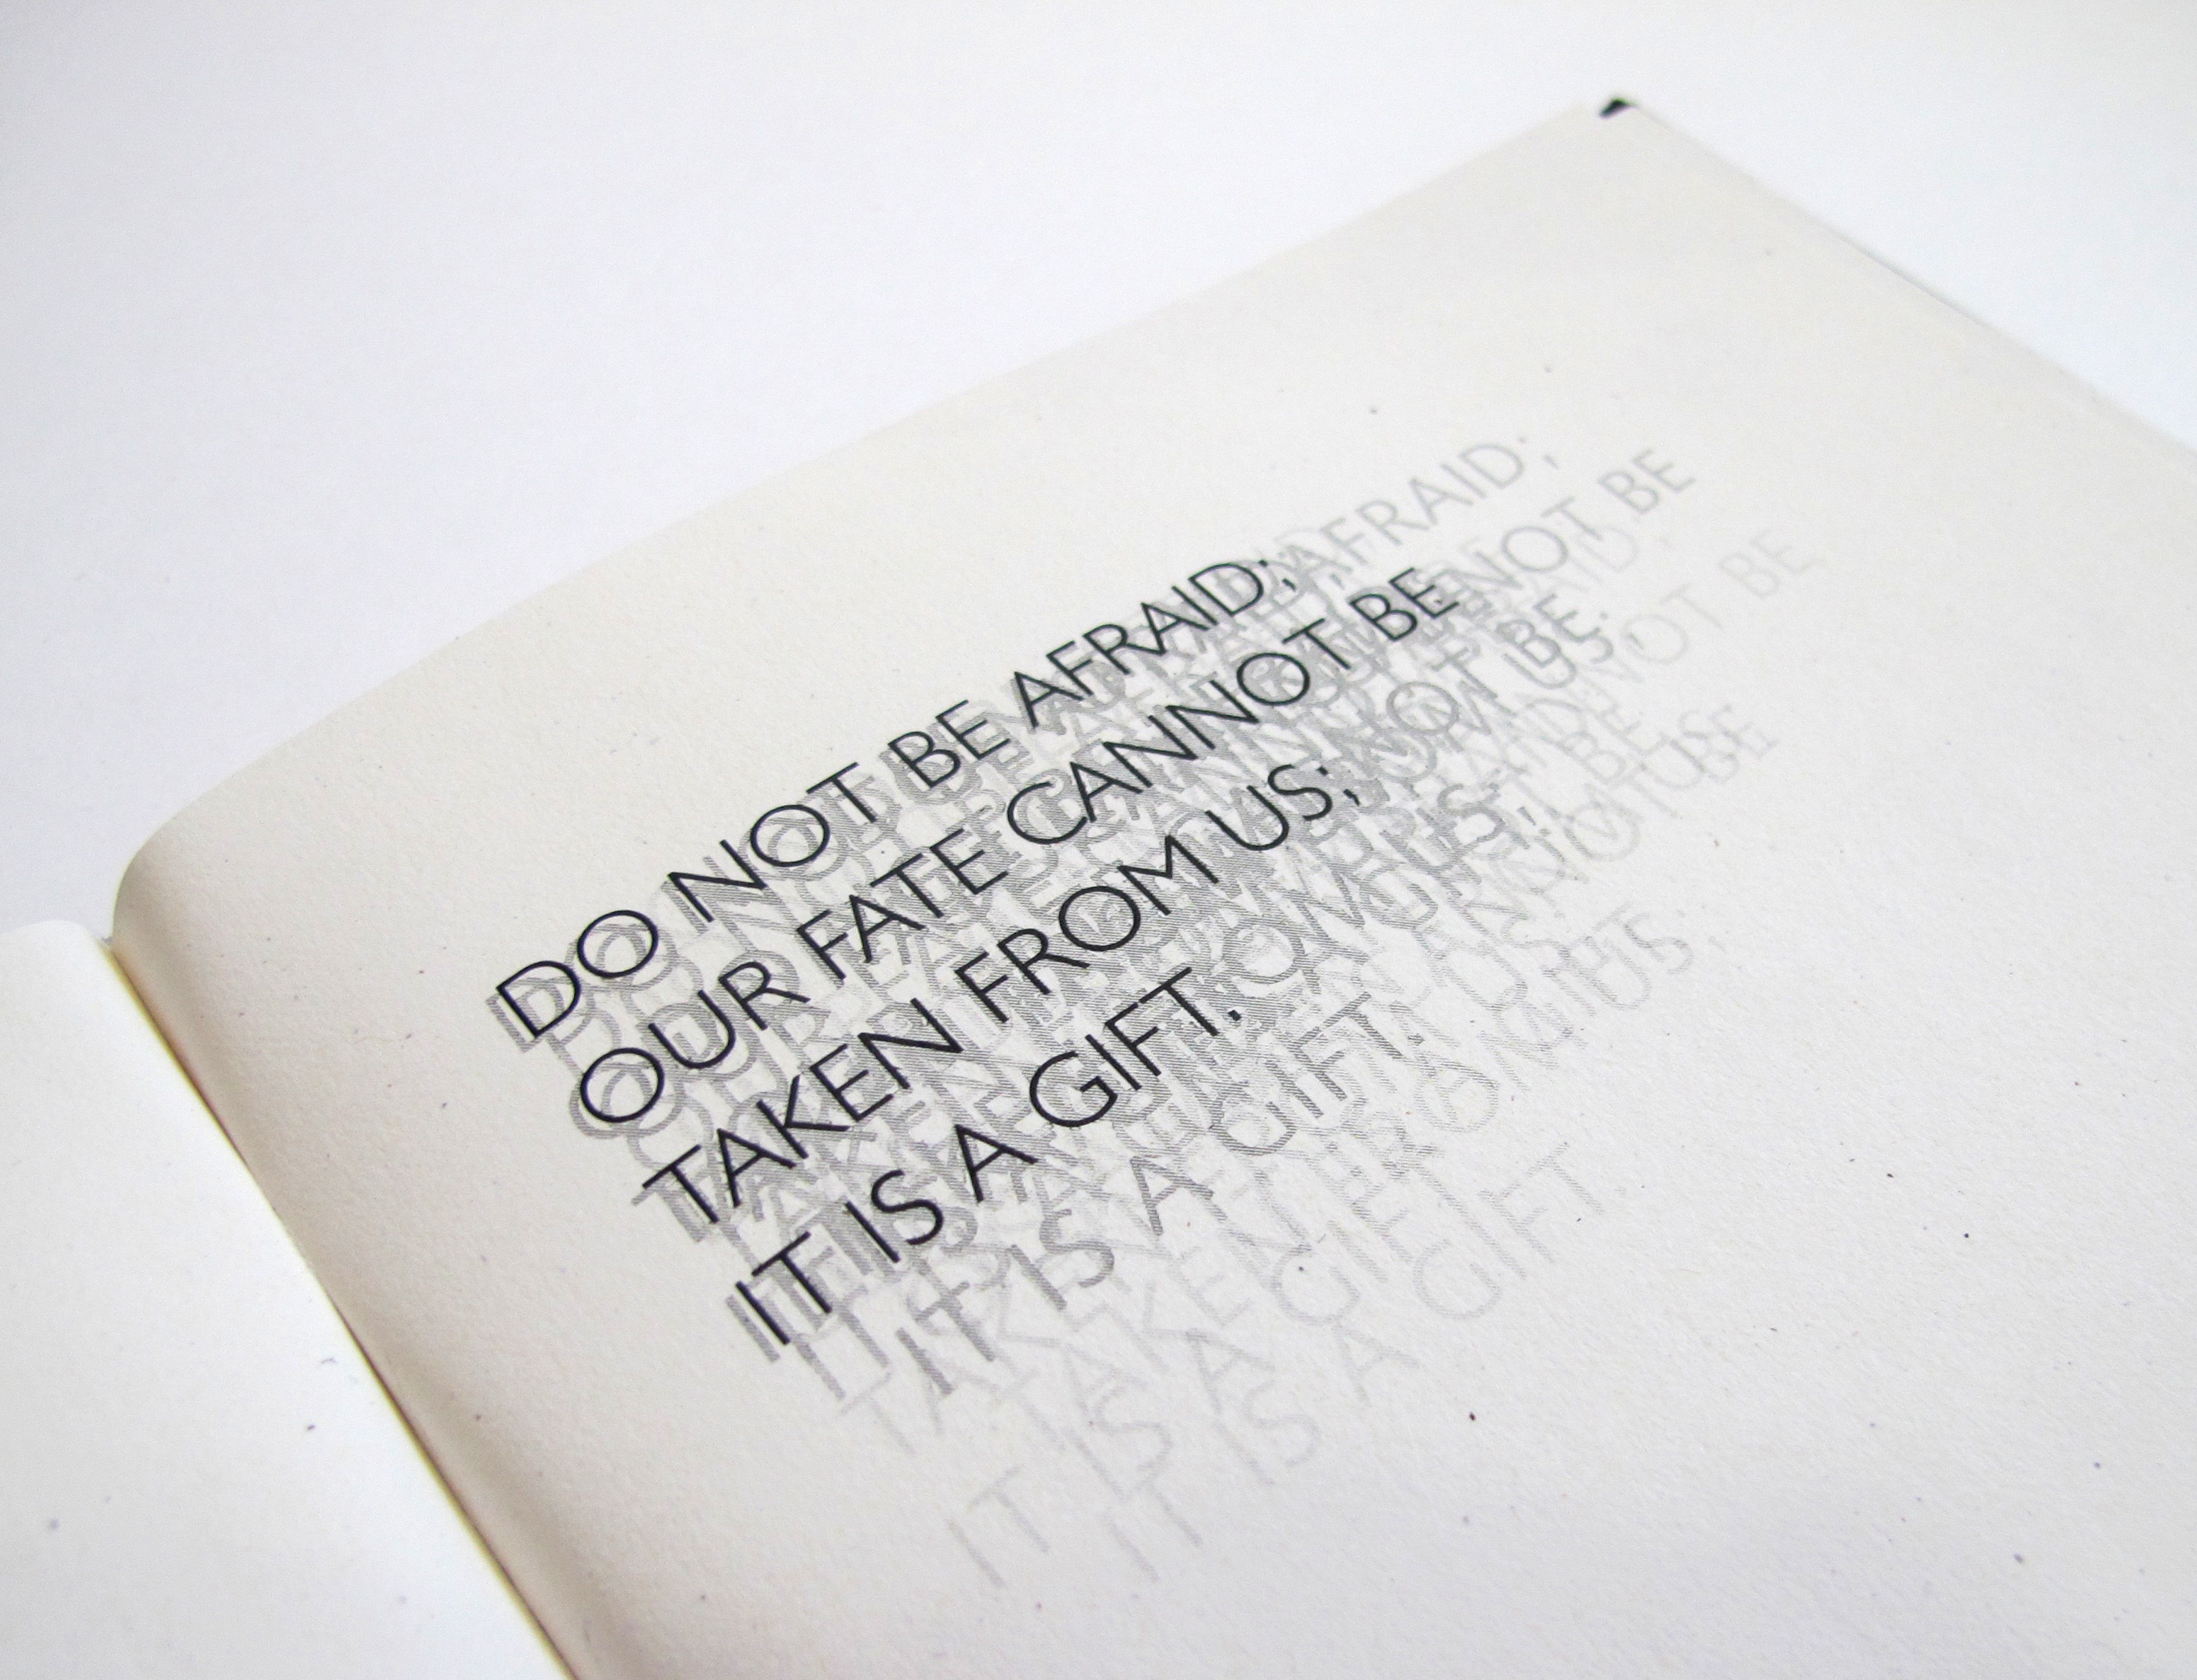 DO NOT BE AFRAID;
OUR FATE CANNOT BE
TAKEN FROM US;
IT IS A GIFT.